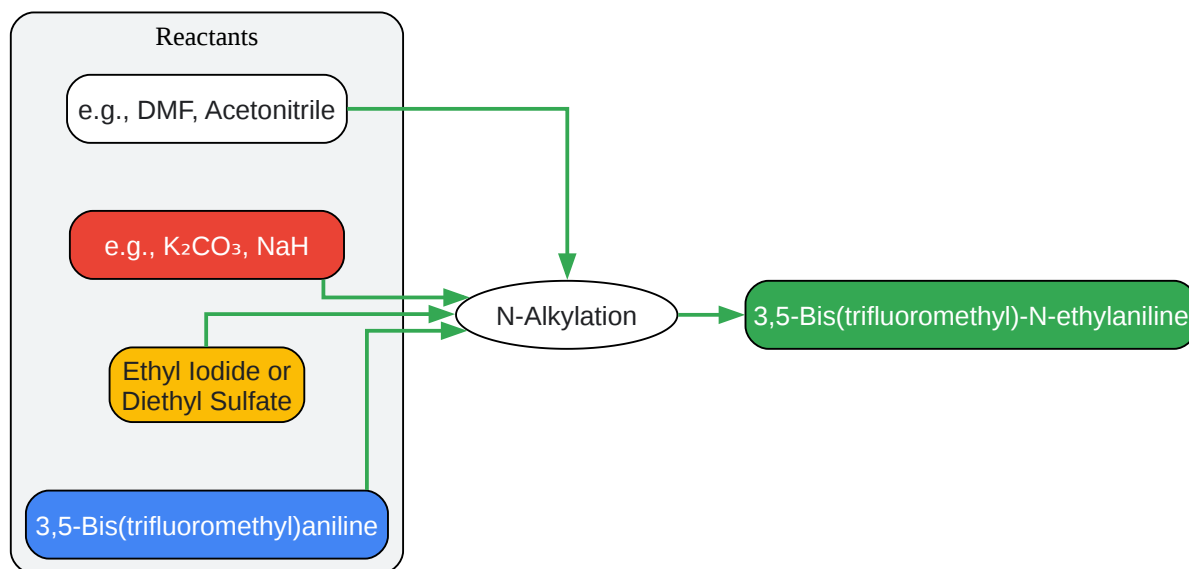 Reactants
e.g., DMF, Acetonitrile
e.g., K₂CO₃, NaH
Ethyl Iodide or
Diethyl Sulfate
3,5-Bis(trifluoromethyl)aniline
N-Alkylation
3,5-Bis(trifluoromethyl)-N-ethylaniline